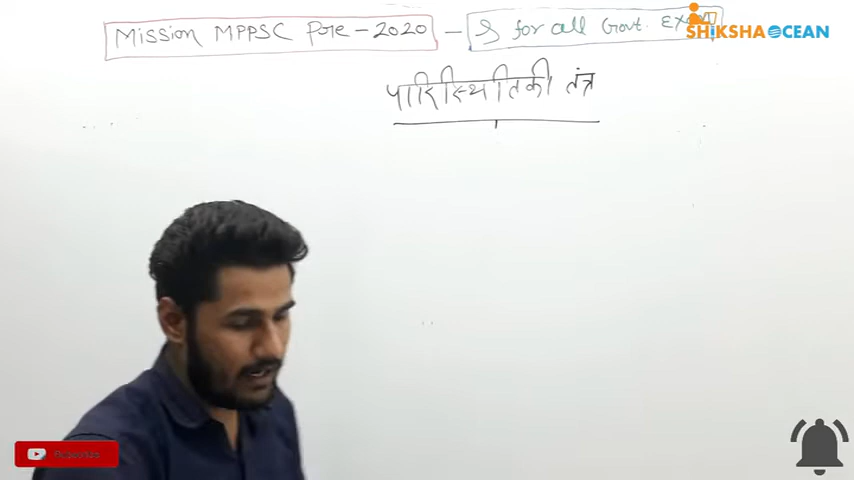 Mission MPPSC Pre-2020 - & for all Govt. Exam
SHIKSHA OCEAN
पारिस्थितिकी तंत्र